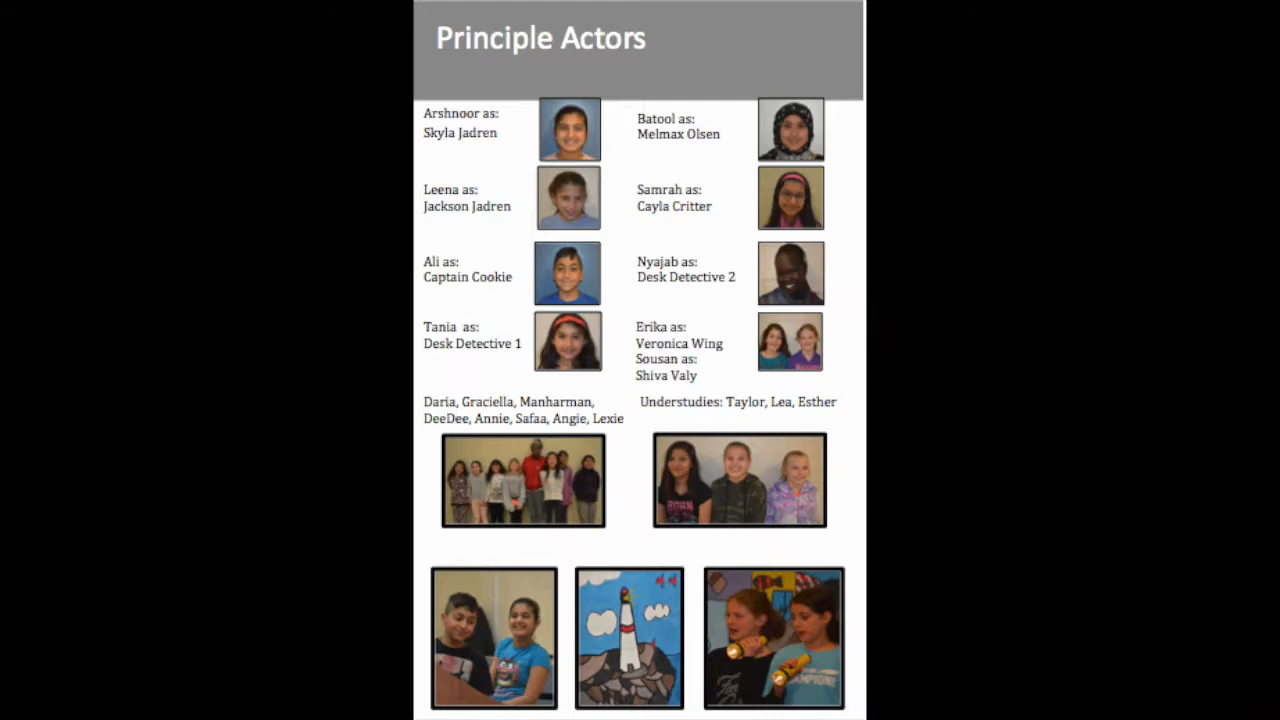 Principle Actors
Arshnoor as:
Skyla Jadren
Batool as:
Melmax Olsen
Leena as:
Jackson Jadren
Samrah as:
Cayla Critter
Ali as:
Captain Cookie
Nyajab as:
Desk Detective 2
Tania as:
Desk Detective 1
Erika as:
Veronica Wing
Sousan as:
Shiva Valy
Daria, Graciella, Manharman,
DeeDee, Annie, Safaa, Angie, Lexie
Understudies: Taylor, Lea, Esther
BORN